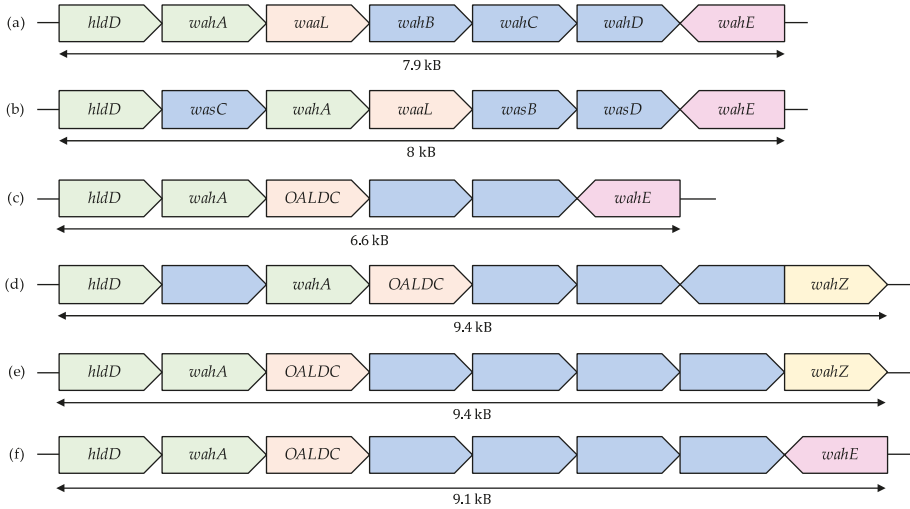 (a) hldD wahA waaL wahB wahC wahD wahE
7.9 kB
(b) hldD wasC wahA waaL wasB wasD wahE
8 kB
(c) hldD wahA OALDC wahE
6.6 kB
(d) hldD wahA OALDC wahZ
9.4 kB
(e) hldD wahA OALDC wahZ
9.4 kB
(f) hldD wahA OALDC wahE
9.1 kB